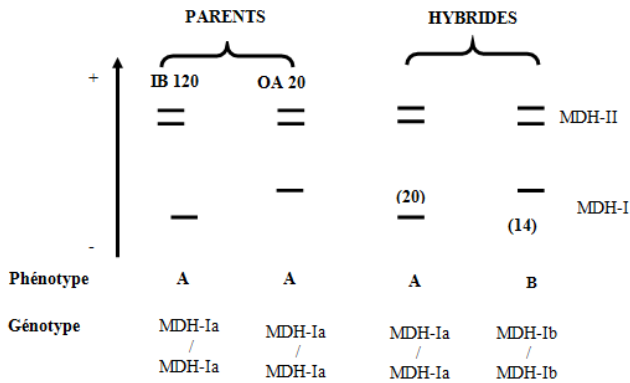 PARENTS HYBRIDES
+ IB 120 OA 20
MDH-II
(20) MDH-I
- (14)
Phénotype A A A B
Génotype MDH-Ia MDH-Ia MDH-Ia MDH-Ib
/ / / /
MDH-Ia MDH-Ia MDH-Ia MDH-Ib